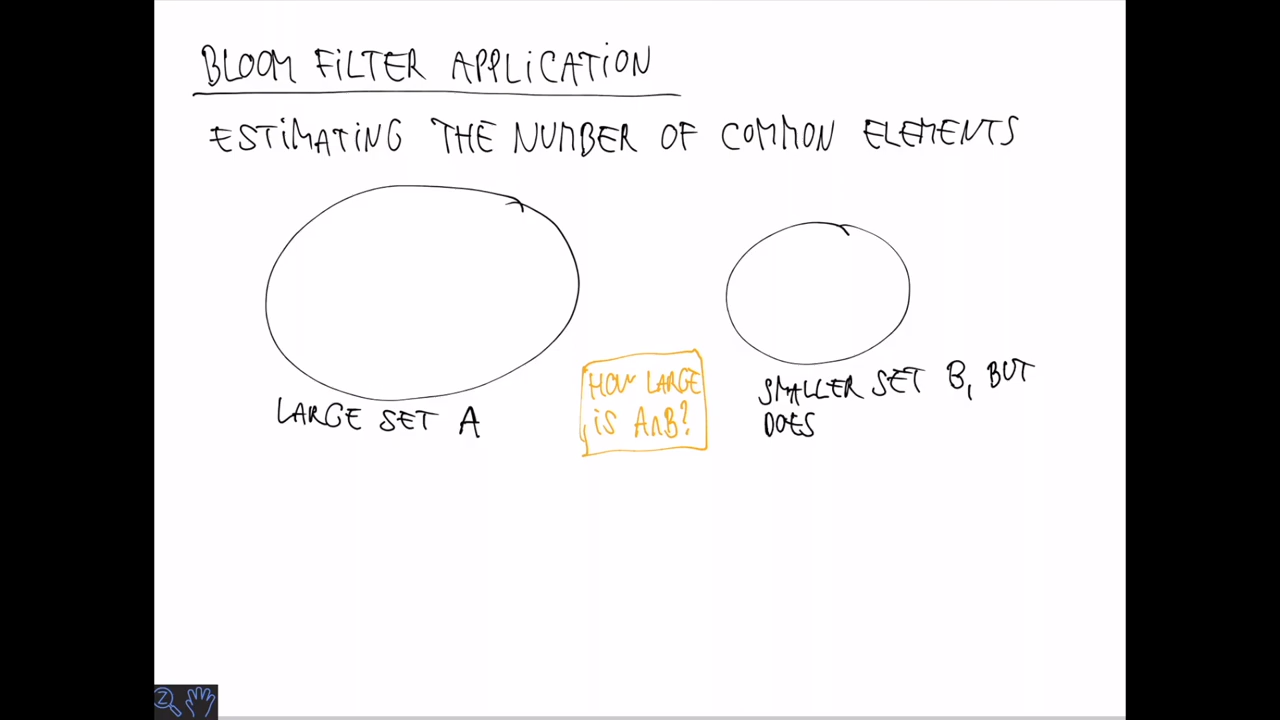 BLOOM FILTER APPLICATION
ESTIMATING THE NUMBER OF COMMON ELEMENTS
LARGE SET A
HOW LARGE
IS A∩B?
SMALLER SET B, BUT
DOES